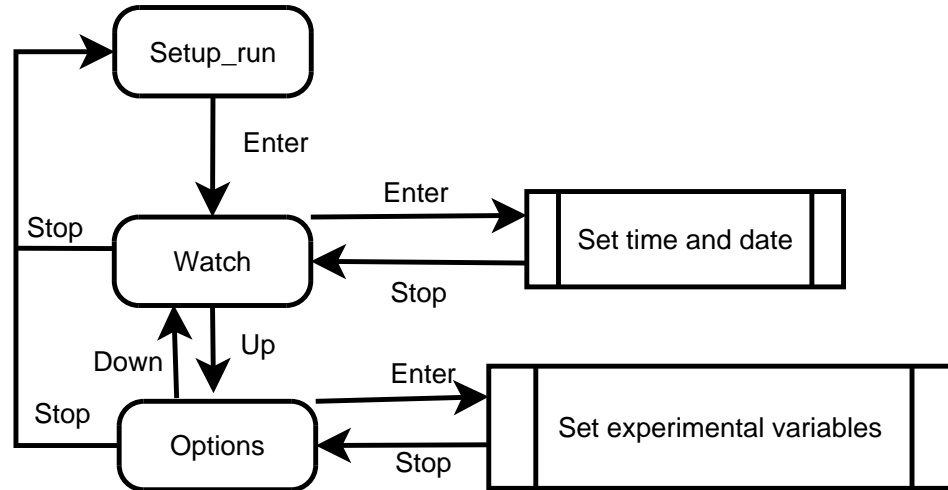 Setup_run
Enter
Enter
Stop
Set time and date
Watch
Stop
Up
Down
Enter
Stop
Set experimental variables
Options
Stop